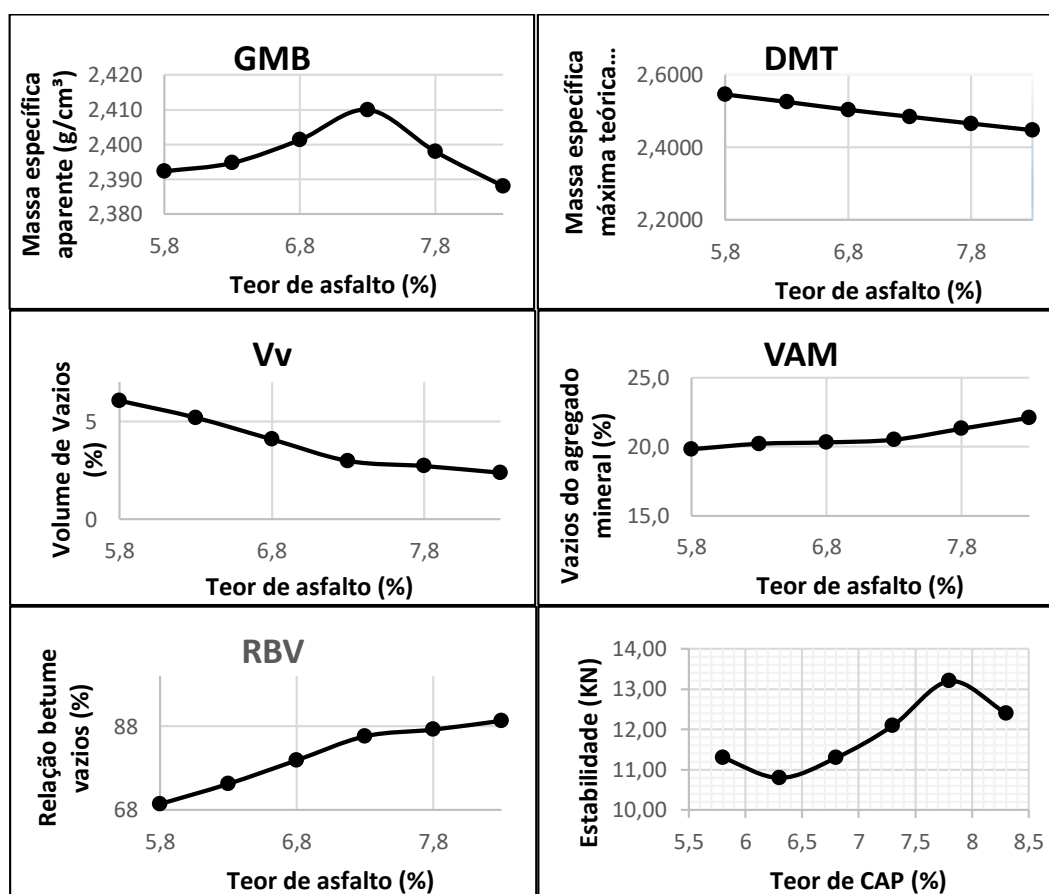 GMB
Massa específica
aparente (g/cm³)
2,420
2,410
2,400
2,390
2,380
5,8 6,8 7,8
Teor de asfalto (%)
DMT
Massa específica
máxima teórica...
2,6000
2,4000
2,2000
5,8 6,8 7,8
Teor de asfalto (%)
Vv
Volume de Vazios
(%)
5
0
5,8 6,8 7,8
Teor de asfalto (%)
VAM
Vazios do agregado
mineral (%)
25,0
20,0
15,0
5,8 6,8 7,8
Teor de asfalto (%)
RBV
Relação betume
vazios (%)
88
68
5,8 6,8 7,8
Teor de asfalto (%)
Estabilidade (KN)
14,00
13,00
12,00
11,00
10,00
5,5 6 6,5 7 7,5 8 8,5
Teor de CAP (%)